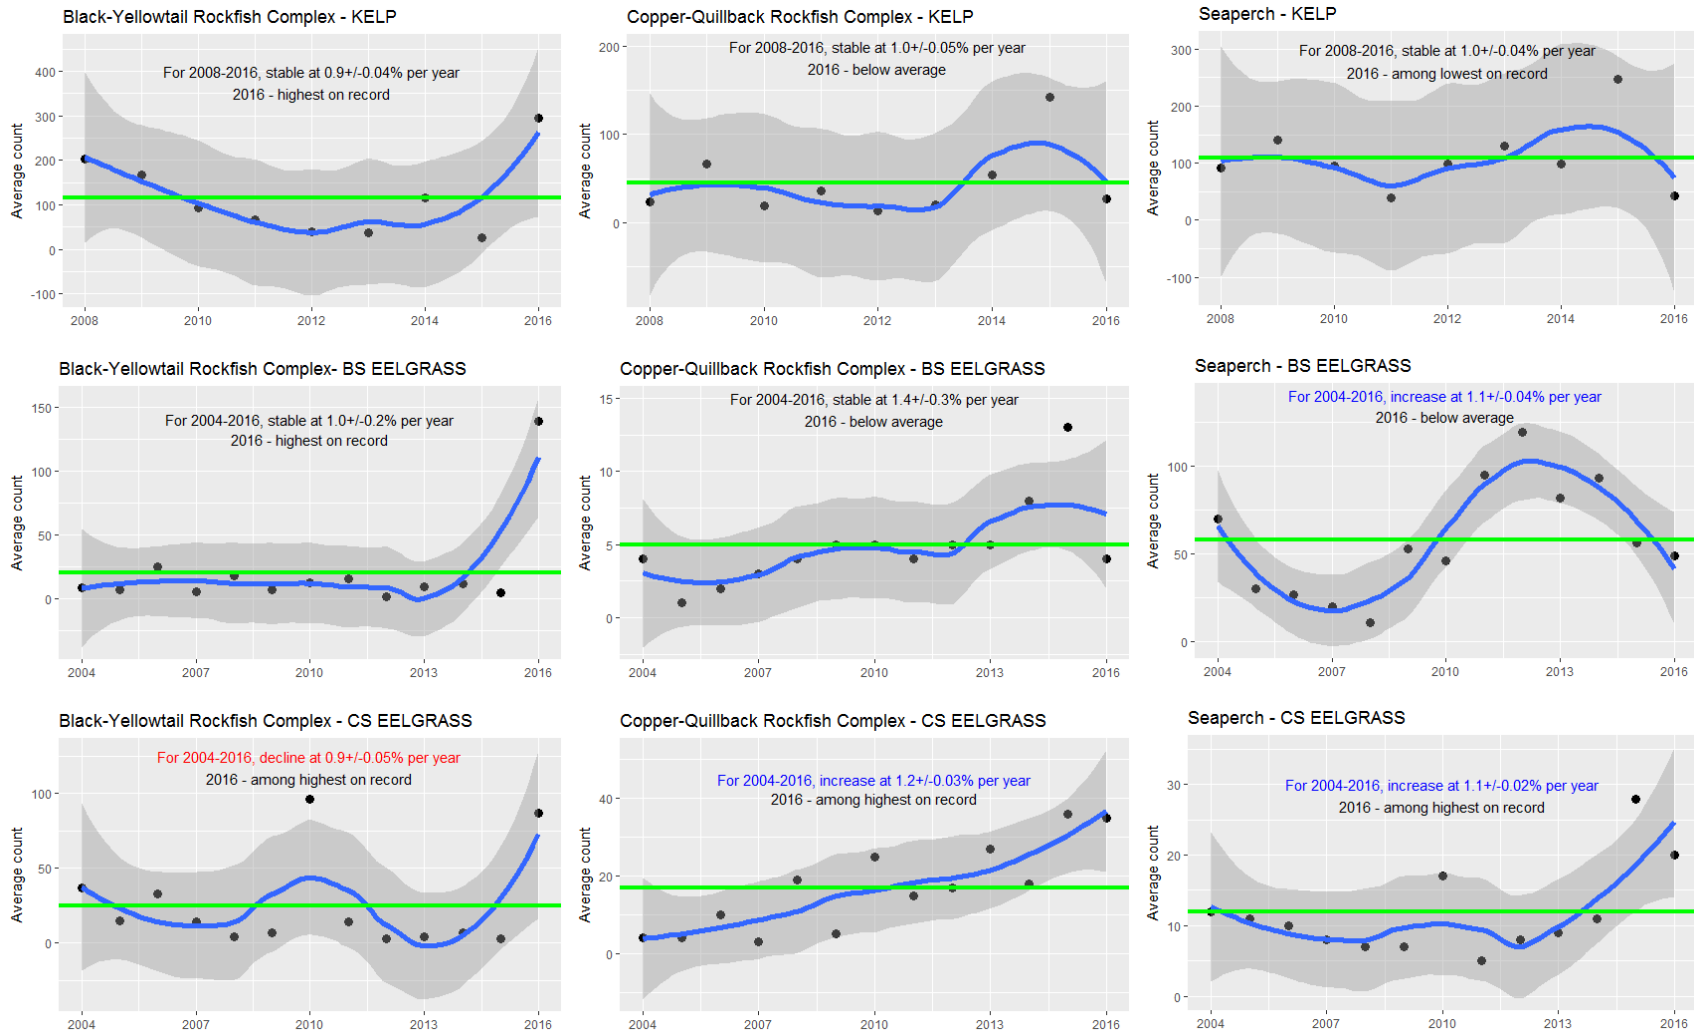 Black-Yellowtail Rockfish Complex - KELP
For 2008-2016, stable at 0.9+/-0.04% per year
2016 - highest on record
Average count
400
300
200
100
0
-100
2008
2010
2012
2014
2016
Copper-Quillback Rockfish Complex - KELP
For 2008-2016, stable at 1.0+/-0.05% per year
2016 - below average
Average count
200
100
0
2008
2010
2012
2014
2016
Seaperch - KELP
For 2008-2016, stable at 1.0+/-0.04% per year
2016 - among lowest on record
Average count
300
200
100
0
-100
2008
2010
2012
2014
2016
Black-Yellowtail Rockfish Complex- BS EELGRASS
For 2004-2016, stable at 1.0+/-0.2% per year
2016 - highest on record
Average count
150
100
50
0
2004
2007
2010
2013
2016
Copper-Quillback Rockfish Complex - BS EELGRASS
For 2004-2016, stable at 1.4+/-0.3% per year
2016 - below average
Average count
15
10
5
0
2004
2007
2010
2013
2016
Seaperch - BS EELGRASS
For 2004-2016, increase at 1.1+/-0.04% per year
2016 - below average
Average count
100
50
0
2004
2007
2010
2013
2016
Black-Yellowtail Rockfish Complex - CS EELGRASS
For 2004-2016, decline at 0.9+/-0.05% per year
2016 - among highest on record
Average count
100
50
0
2004
2007
2010
2013
2016
Copper-Quillback Rockfish Complex - CS EELGRASS
For 2004-2016, increase at 1.2+/-0.03% per year
2016 - among highest on record
Average count
40
20
0
2004
2007
2010
2013
2016
Seaperch - CS EELGRASS
For 2004-2016, increase at 1.1+/-0.02% per year
2016 - among highest on record
Average count
30
20
10
0
2004
2007
2010
2013
2016